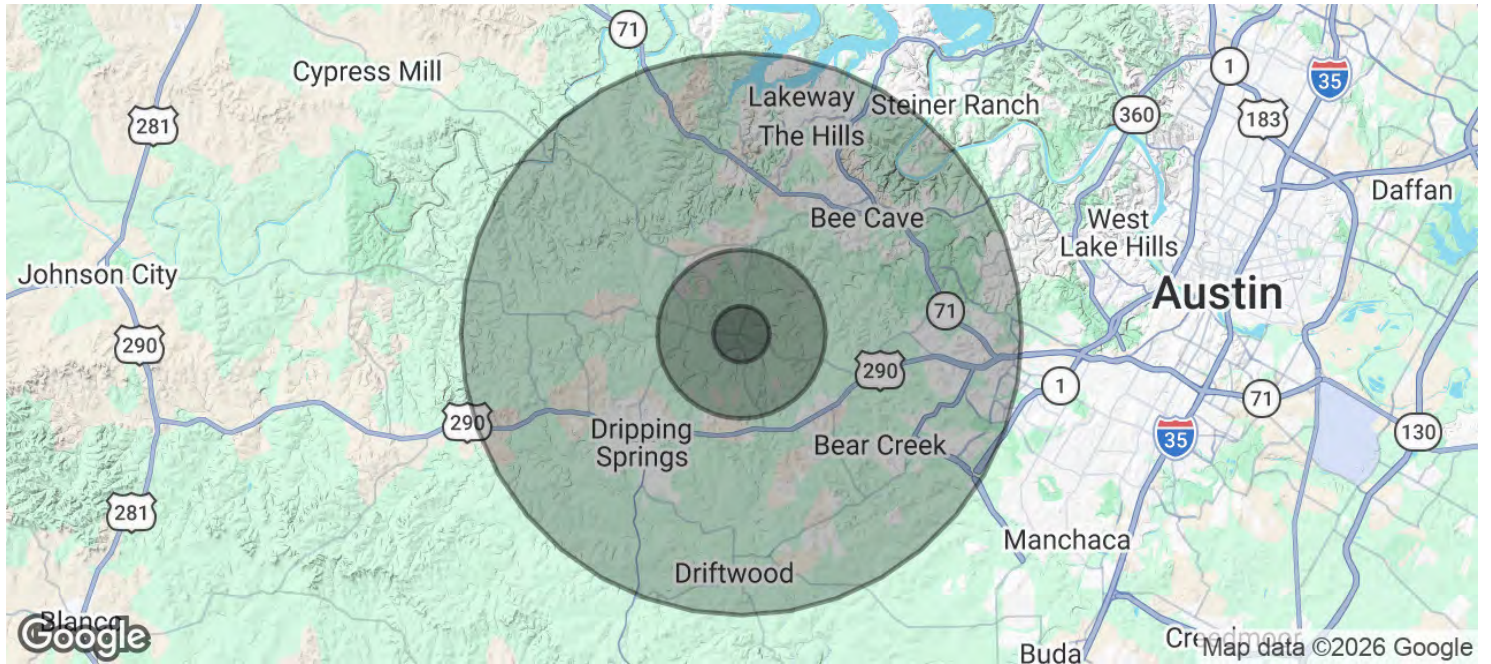 71
Cypress Mill
281
Lakeway
Steiner Ranch
The Hills
1
35
360
183
Daffan
Bee Cave
West
Lake Hills
Johnson City
Austin
290
71
290
1
71
290
Dripping
Springs
Bear Creek
35
130
281
Manchaca
Driftwood
Blanco
Google
Buda
Creedmoor
Map data ©2026 Google